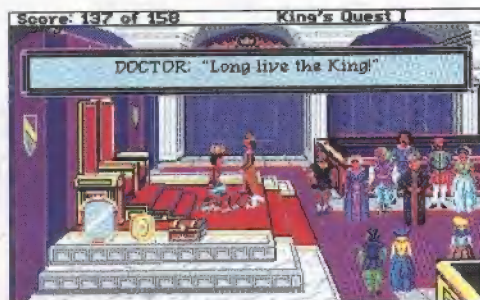 Score: 137 of 158 King's Quest I
DOCTOR: "Long live the King!"